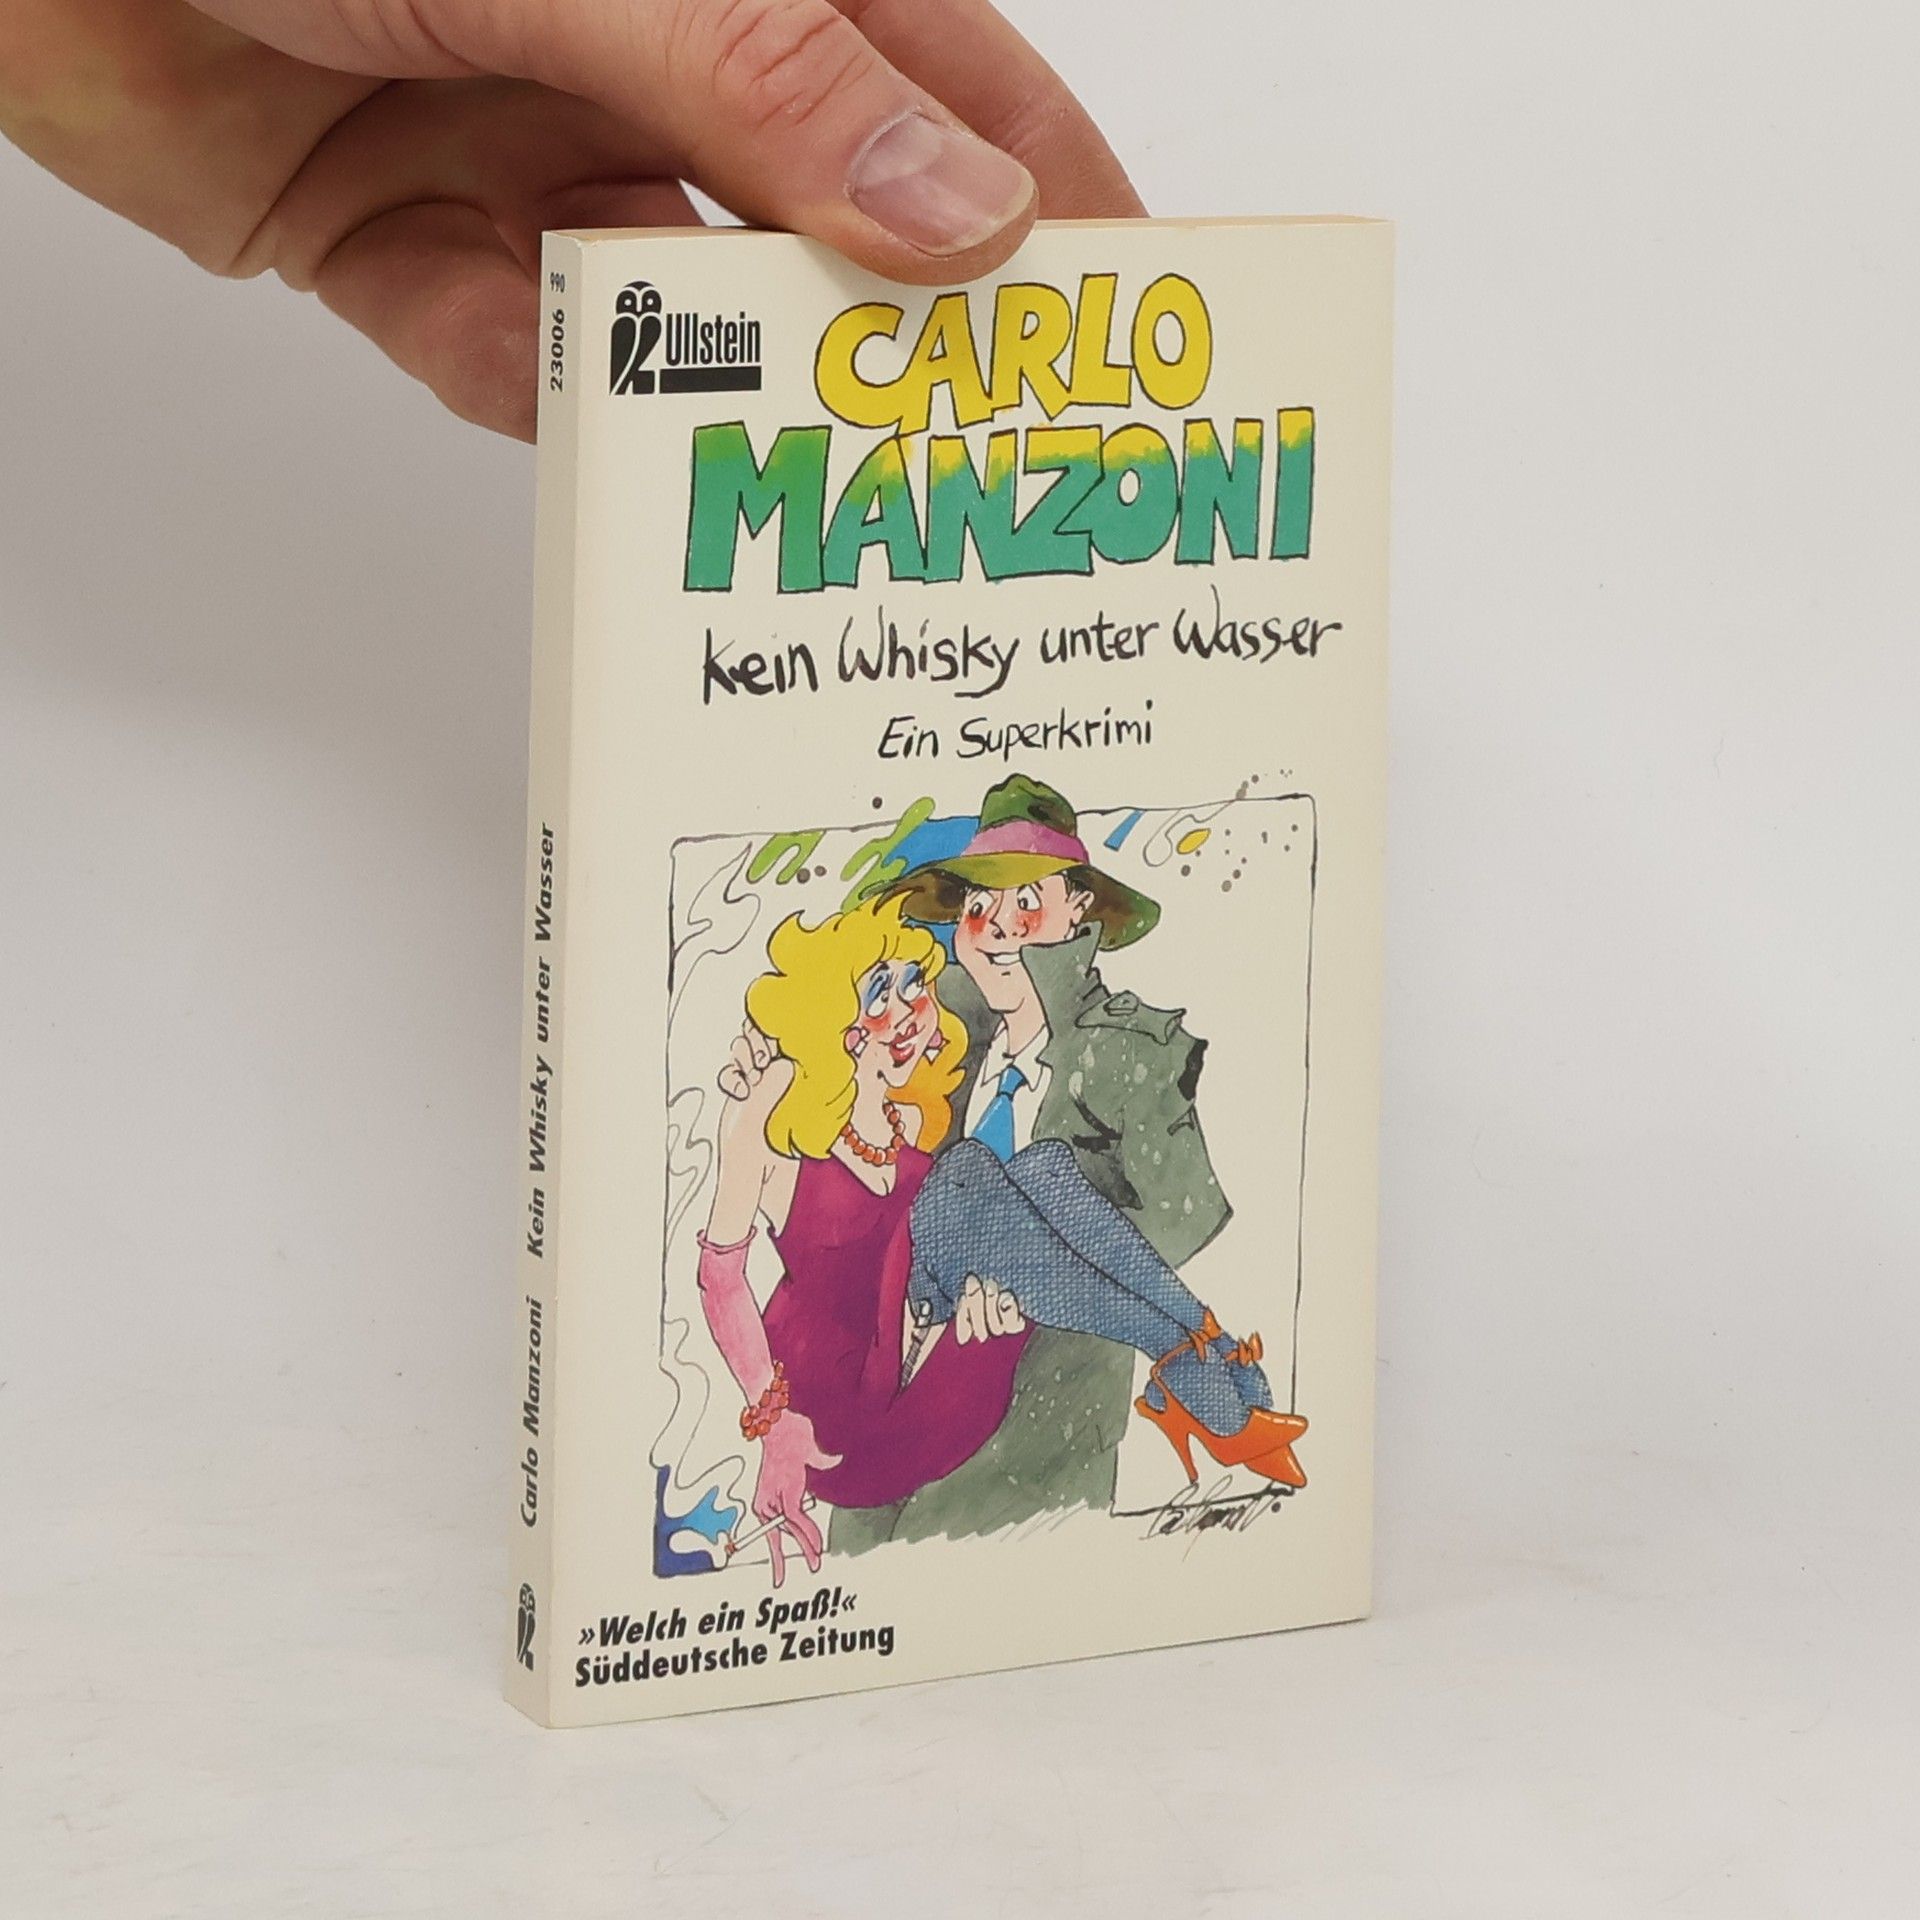 Ullstein
CARLO
MANZONI
Kein Whisky unter Wasser
Ein Superkrimi
»Welch ein Spaß!«
Süddeutsche Zeitung
Carlo Manzoni Kein Whisky unter Wasser 23006 990